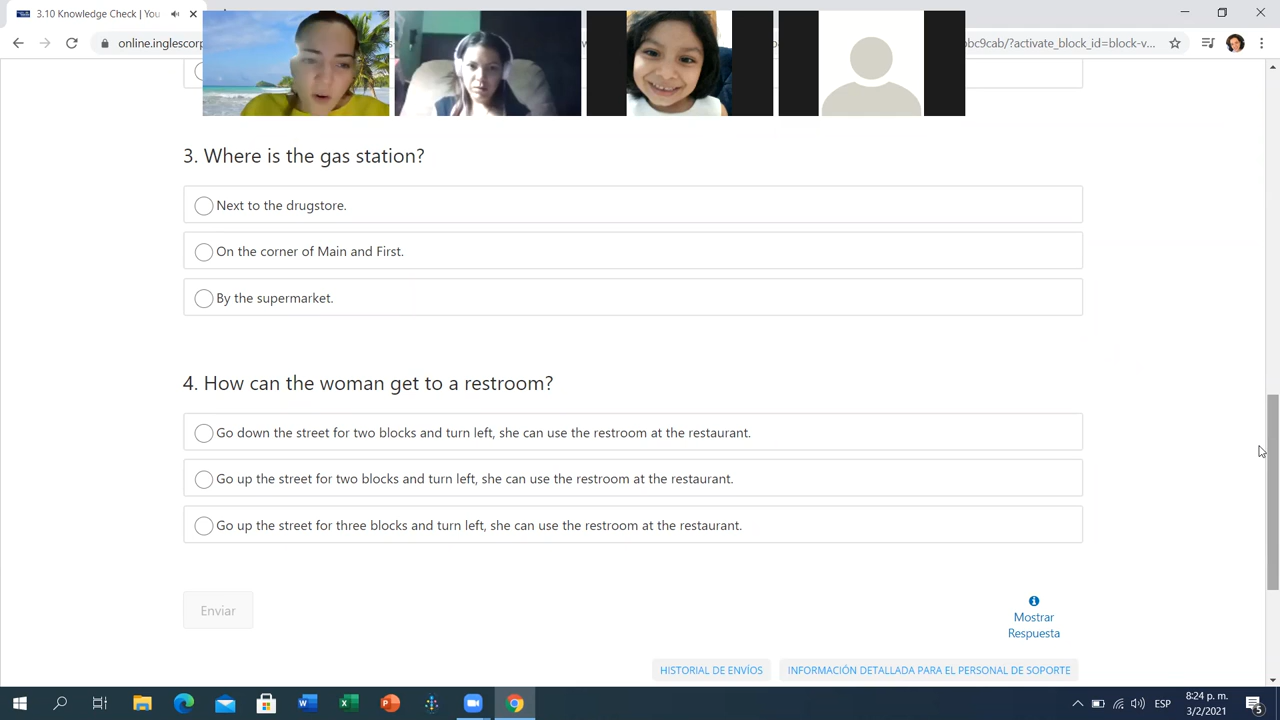 3.10 Knowledge Check | You
online.inglescorp
bc9cab/?activate_block_id=block-v...
3. Where is the gas station?
Next to the drugstore.
On the corner of Main and First.
By the supermarket.
4. How can the woman get to a restroom?
Go down the street for two blocks and turn left, she can use the restroom at the restaurant.
Go up the street for two blocks and turn left, she can use the restroom at the restaurant.
Go up the street for three blocks and turn left, she can use the restroom at the restaurant.
Enviar
Mostrar
Respuesta
HISTORIAL DE ENVÍOS
INFORMACIÓN DETALLADA PARA EL PERSONAL DE SOPORTE
ESP
8:24 p. m.
3/2/2021
5